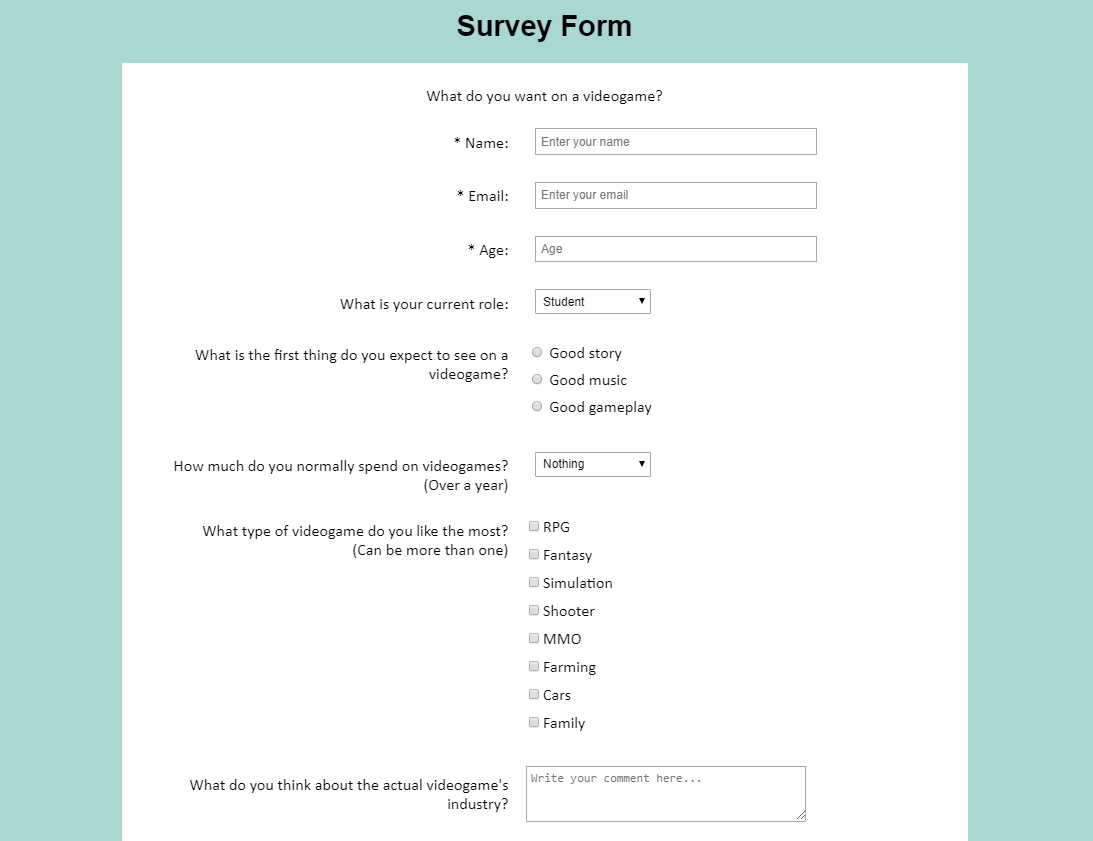 Survey Form
What do you want on a videogame?
* Name:
Enter your name
* Email:
Enter your email
* Age:
Age
What is your current role:
Student
What is the first thing do you expect to see on a
videogame?
Good story
Good music
Good gameplay
How much do you normally spend on videogames?
(Over a year)
Nothing
What type of videogame do you like the most?
(Can be more than one)
RPG
Fantasy
Simulation
Shooter
MMO
Farming
Cars
Family
What do you think about the actual videogame's
industry?
Write your comment here...